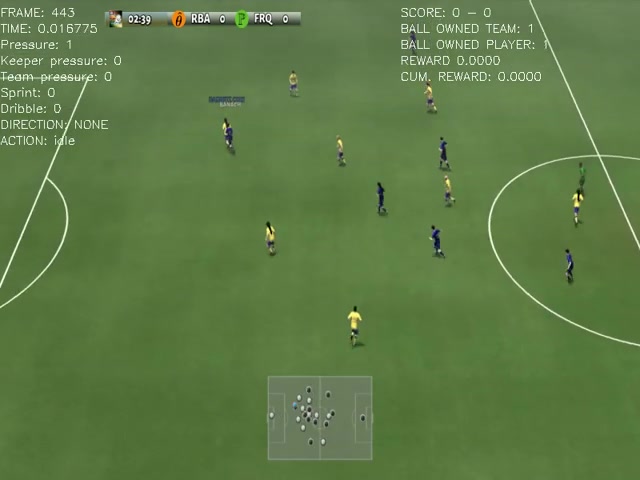 FRAME: 443
TIME: 0.016775
Pressure: 1
Keeper pressure: 0
Team pressure: 0
Sprint: 0
Dribble: 0
DIRECTION: NONE
ACTION: idle
02:39 RBA 0 FRQ 0
SCORE: 0 - 0
BALL OWNED TEAM: 1
BALL OWNED PLAYER: 1
REWARD 0.0000
CUM. REWARD: 0.0000